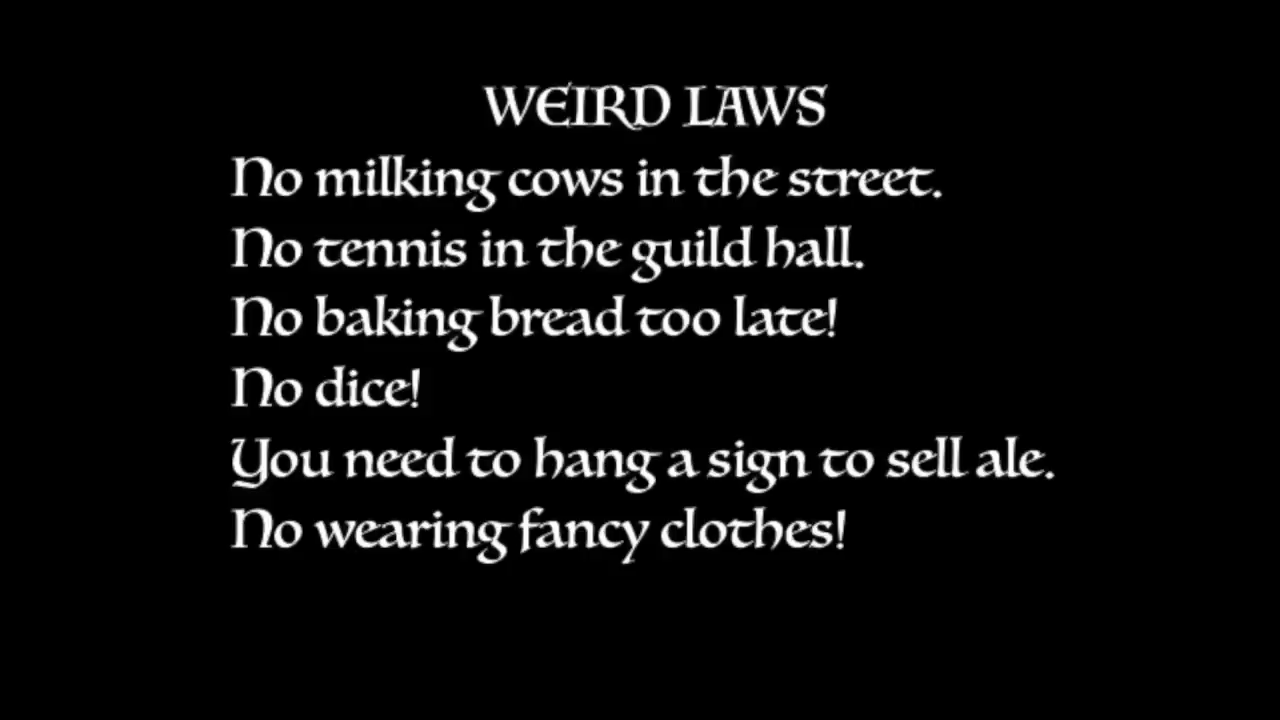 WEIRD LAWS
No milking cows in the street.
No tennis in the guild hall.
No baking bread too late!
No dice!
You need to hang a sign to sell ale.
No wearing fancy clothes!